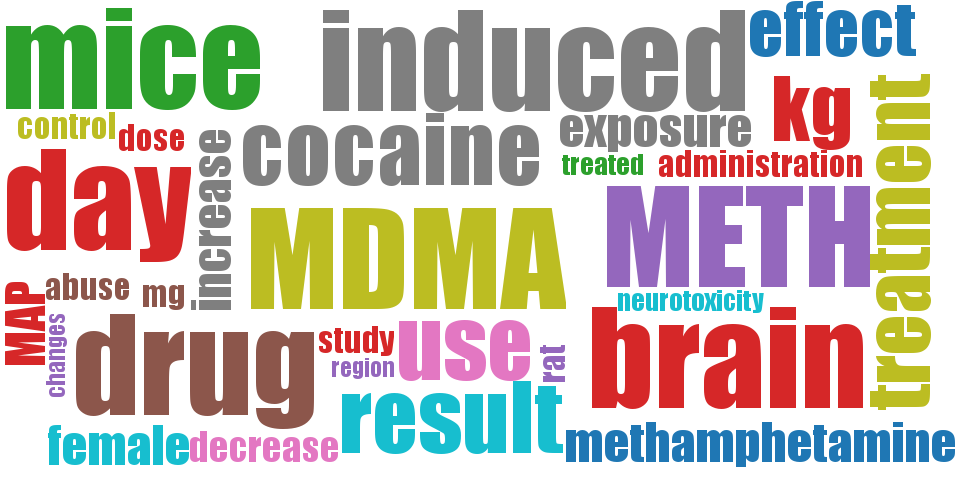 mice
induced
effect
control
dose
increase
cocaine
exposure
kg
treatment
treated
administration
day
MDMA
METH
abuse
mg
neurotoxicity
MAP
changes
drug
study
region
use
rat
brain
result
female
decrease
methamphetamine